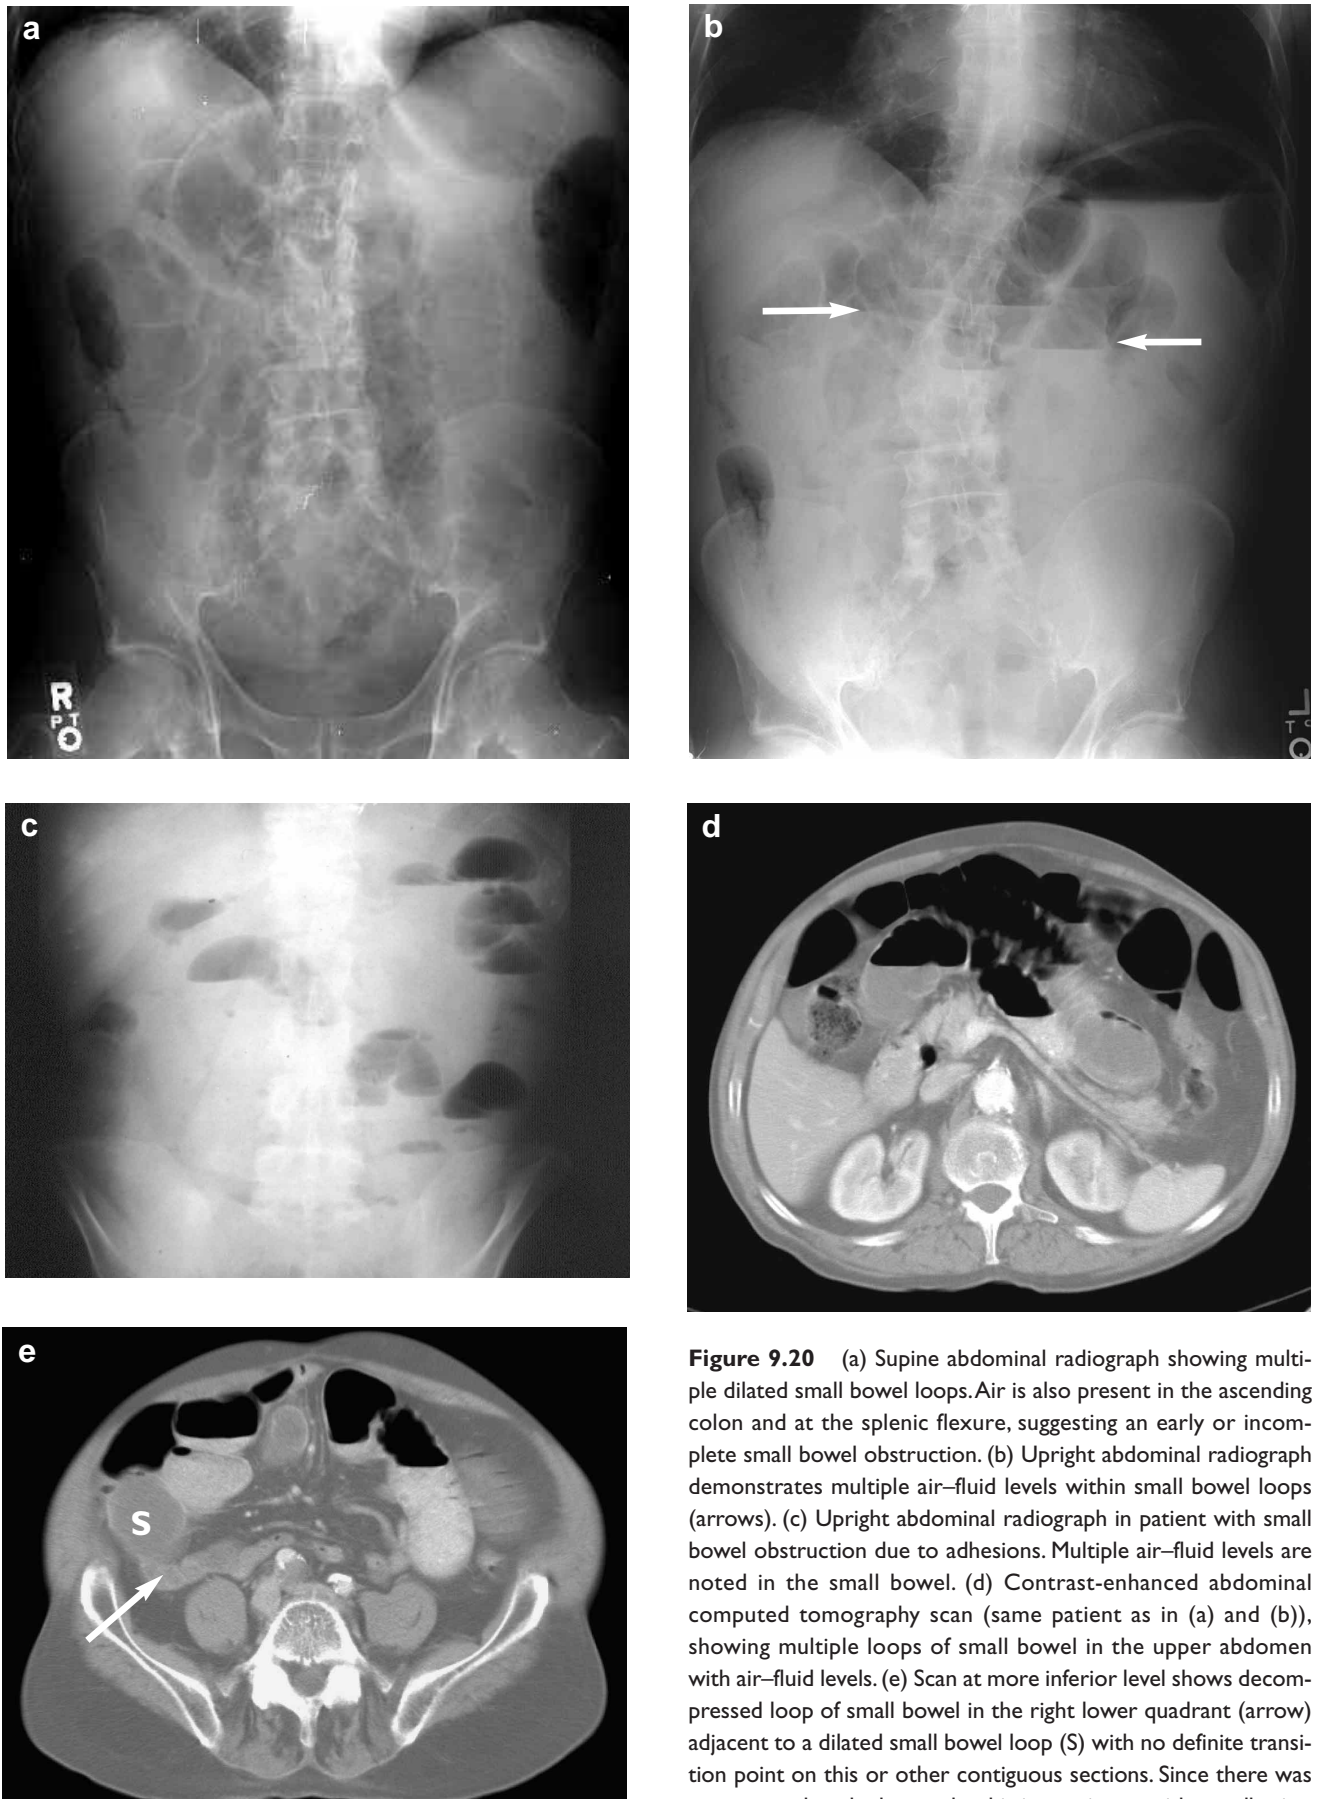 a
b
R
PT
O
L
c
d
e
S
Figure 9.20 (a) Supine abdominal radiograph showing multi-
ple dilated small bowel loops. Air is also present in the ascending
colon and at the splenic flexure, suggesting an early or incom-
plete small bowel obstruction. (b) Upright abdominal radiograph
demonstrates multiple air–fluid levels within small bowel loops
(arrows). (c) Upright abdominal radiograph in patient with small
bowel obstruction due to adhesions. Multiple air–fluid levels are
noted in the small bowel. (d) Contrast-enhanced abdominal
computed tomography scan (same patient as in (a) and (b)),
showing multiple loops of small bowel in the upper abdomen
with air–fluid levels. (e) Scan at more inferior level shows decom-
pressed loop of small bowel in the right lower quadrant (arrow)
adjacent to a dilated small bowel loop (S) with no definite transi-
tion point on this or other contiguous sections. Since there was